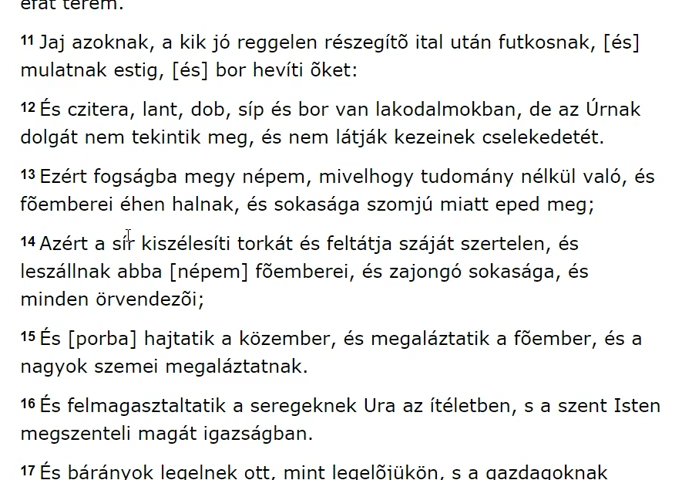 efát terem.
11 Jaj azoknak, a kik jó reggelen részegítõ ital után futkosnak, [és]
mulatnak estig, [és] bor hevíti õket:
12 És czitera, lant, dob, síp és bor van lakodalmokban, de az Úrnak
dolgát nem tekintik meg, és nem látják kezeinek cselekedetét.
13 Ezért fogságba megy népem, mivelhogy tudomány nélkül való, és
fõemberei éhen halnak, és sokasága szomjú miatt eped meg;
14 Azért a sír kiszélesíti torkát és feltátja száját szertelen, és
leszállnak abba [népem] fõemberei, és zajongó sokasága, és
minden örvendezõi;
15 És [porba] hajtatik a közember, és megaláztatik a fõember, és a
nagyok szemei megaláztatnak.
16 És felmagasztaltatik a seregeknek Ura az ítéletben, s a szent Isten
megszenteli magát igazságban.
17 És bárányok legelnek ott, mint legelõjükön, s a gazdagoknak